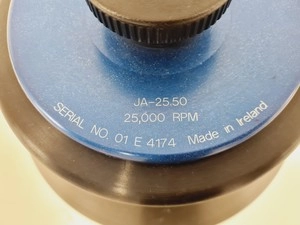 JA-25.50
25,000 RPM
SERIAL NO. 01 E 4174 Made in Ireland